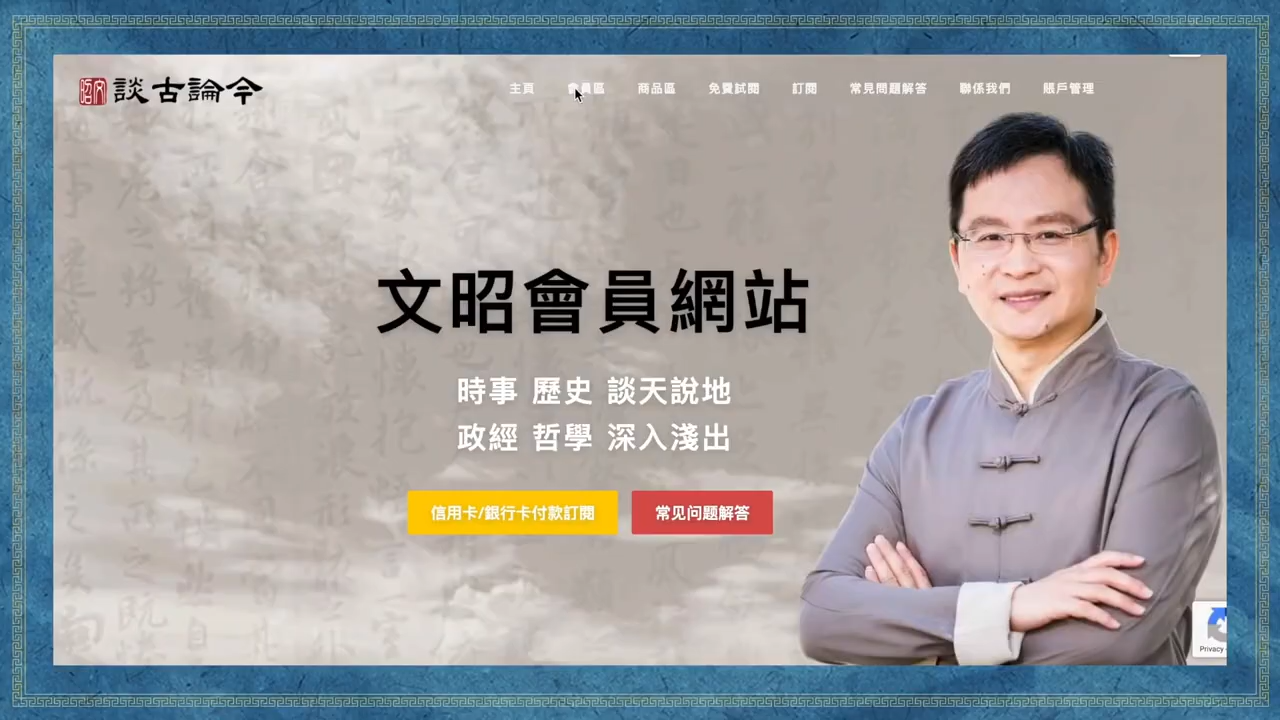 文昭 談古論今
主頁 會員區 商品區 免費試閱 訂閱 常見問題解答 聯係我們 賬戶管理
文昭會員網站
時事 歷史 談天說地
政經 哲學 深入淺出
信用卡/銀行卡付款訂閱 常见问题解答
Privacy